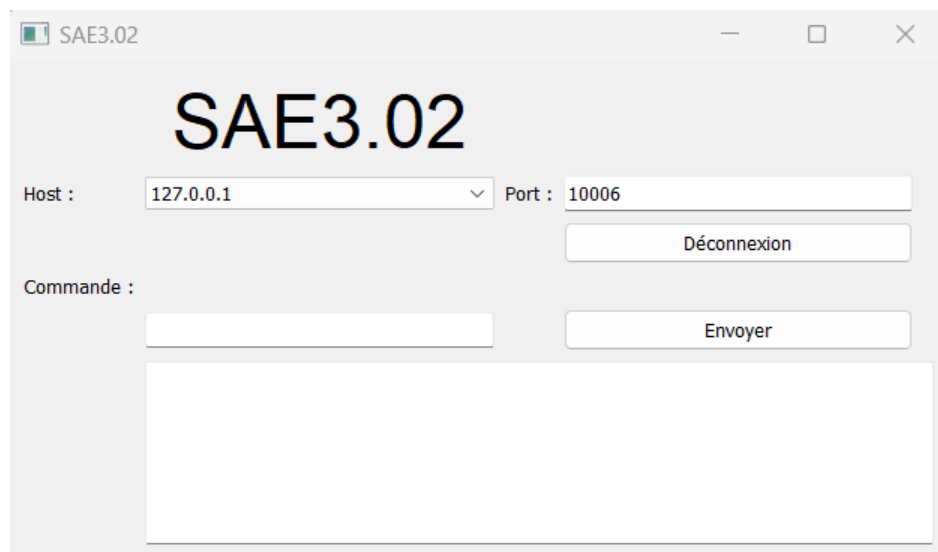 SAE3.02
SAE3.02
Host : 127.0.0.1 Port : 10006
Déconnexion
Commande :
Envoyer